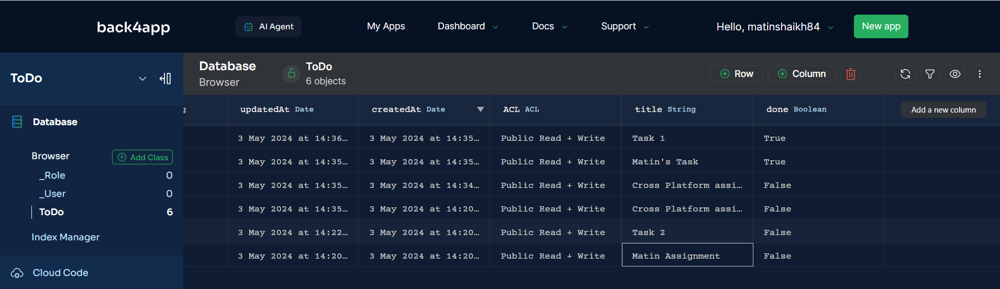 back4app AI Agent My Apps Dashboard Docs Support Hello, matinshaikh84 New app
ToDo
Database
Browser
ToDo
6 objects
Row Column
updatedAt Date createdAt Date ACL ACL title String done Boolean Add a new column
3 May 2024 at 14:36… 3 May 2024 at 14:35… Public Read + Write Task 1 True
3 May 2024 at 14:35… 3 May 2024 at 14:35… Public Read + Write Matin's Task True
3 May 2024 at 14:35… 3 May 2024 at 14:34… Public Read + Write Cross Platform assi… False
3 May 2024 at 14:35… 3 May 2024 at 14:20… Public Read + Write Cross Platform assi… False
3 May 2024 at 14:22… 3 May 2024 at 14:20… Public Read + Write Task 2 False
3 May 2024 at 14:20… 3 May 2024 at 14:20… Public Read + Write Matin Assignment False
Database
Browser Add Class
_Role 0
_User 0
ToDo 6
Index Manager
Cloud Code